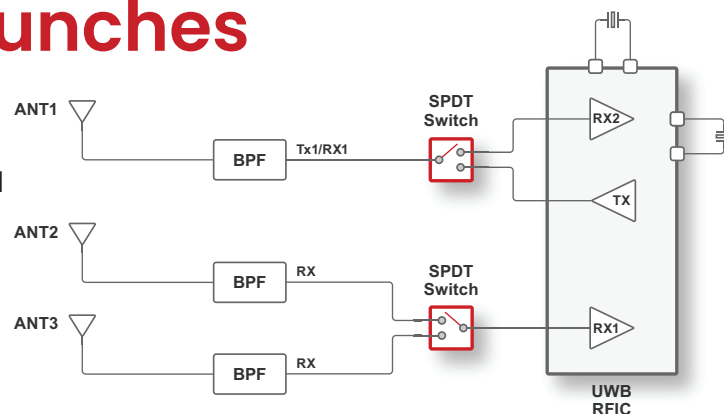 unches
ANT1
SPDT
Switch
RX2
BPF
Tx1/RX1
TX
ANT2
BPF
RX
SPDT
Switch
ANT3
RX1
BPF
RX
UWB
RFIC